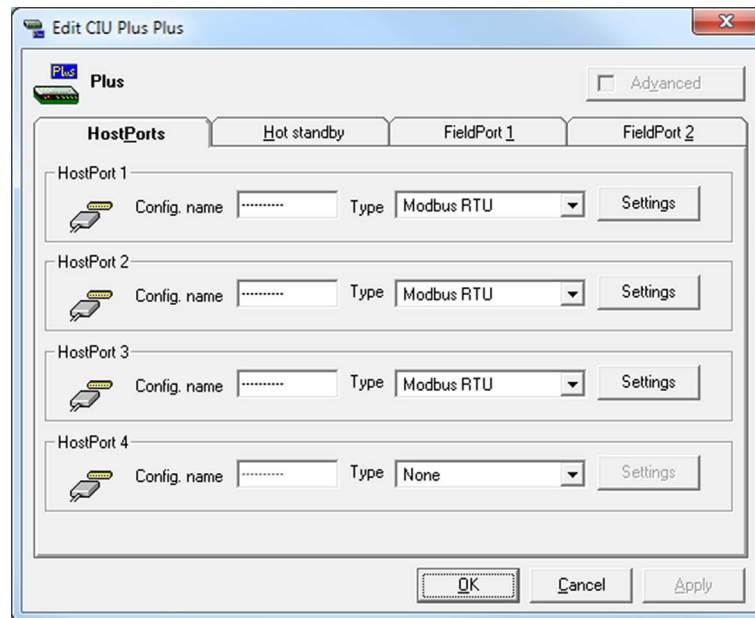 Edit CIU Plus Plus
Plus Plus
Advanced
HostPorts Hot standby FieldPort 1 FieldPort 2
HostPort 1
Config. name --------- Type Modbus RTU Settings
HostPort 2
Config. name --------- Type Modbus RTU Settings
HostPort 3
Config. name --------- Type Modbus RTU Settings
HostPort 4
Config. name --------- Type None Settings
OK Cancel Apply